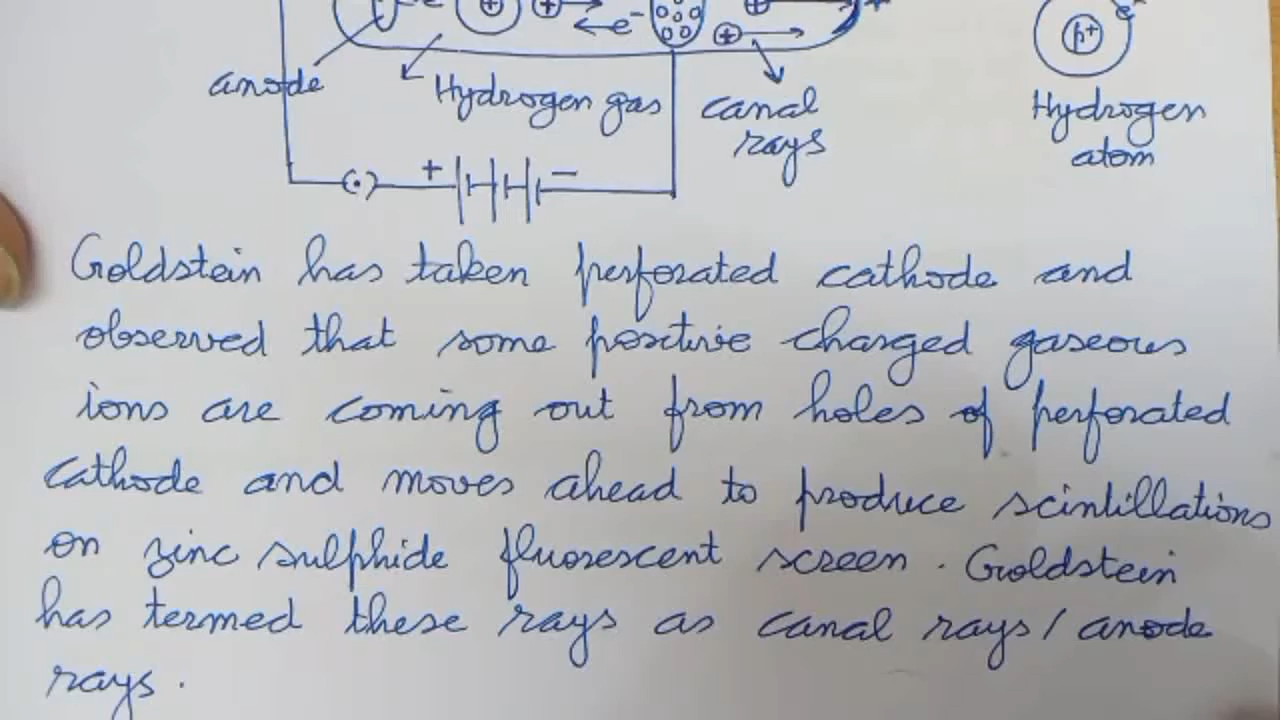 e⁻
p⁺
anode
Hydrogen gas
canal
rays
Hydrogen
atom
+ −
Goldstein has taken perforated cathode and
observed that some positive charged gaseous
ions are coming out from holes of perforated
cathode and moves ahead to produce scintillations
on zinc sulphide fluorescent screen. Goldstein
has termed these rays as canal rays / anode
rays.